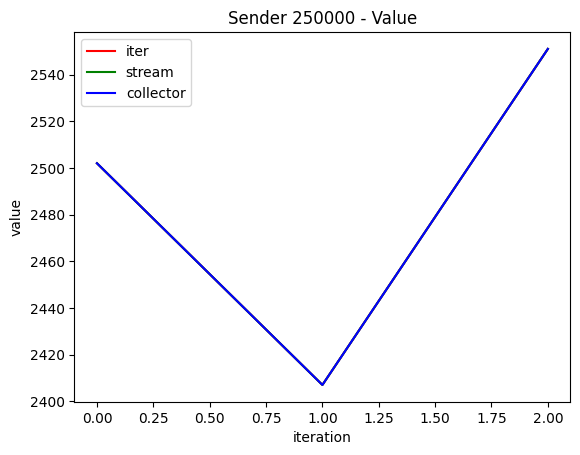 Sender 250000 - Value
iter
stream
collector
value
2540
2520
2500
2480
2460
2440
2420
2400
0.00 0.25 0.50 0.75 1.00 1.25 1.50 1.75 2.00
iteration